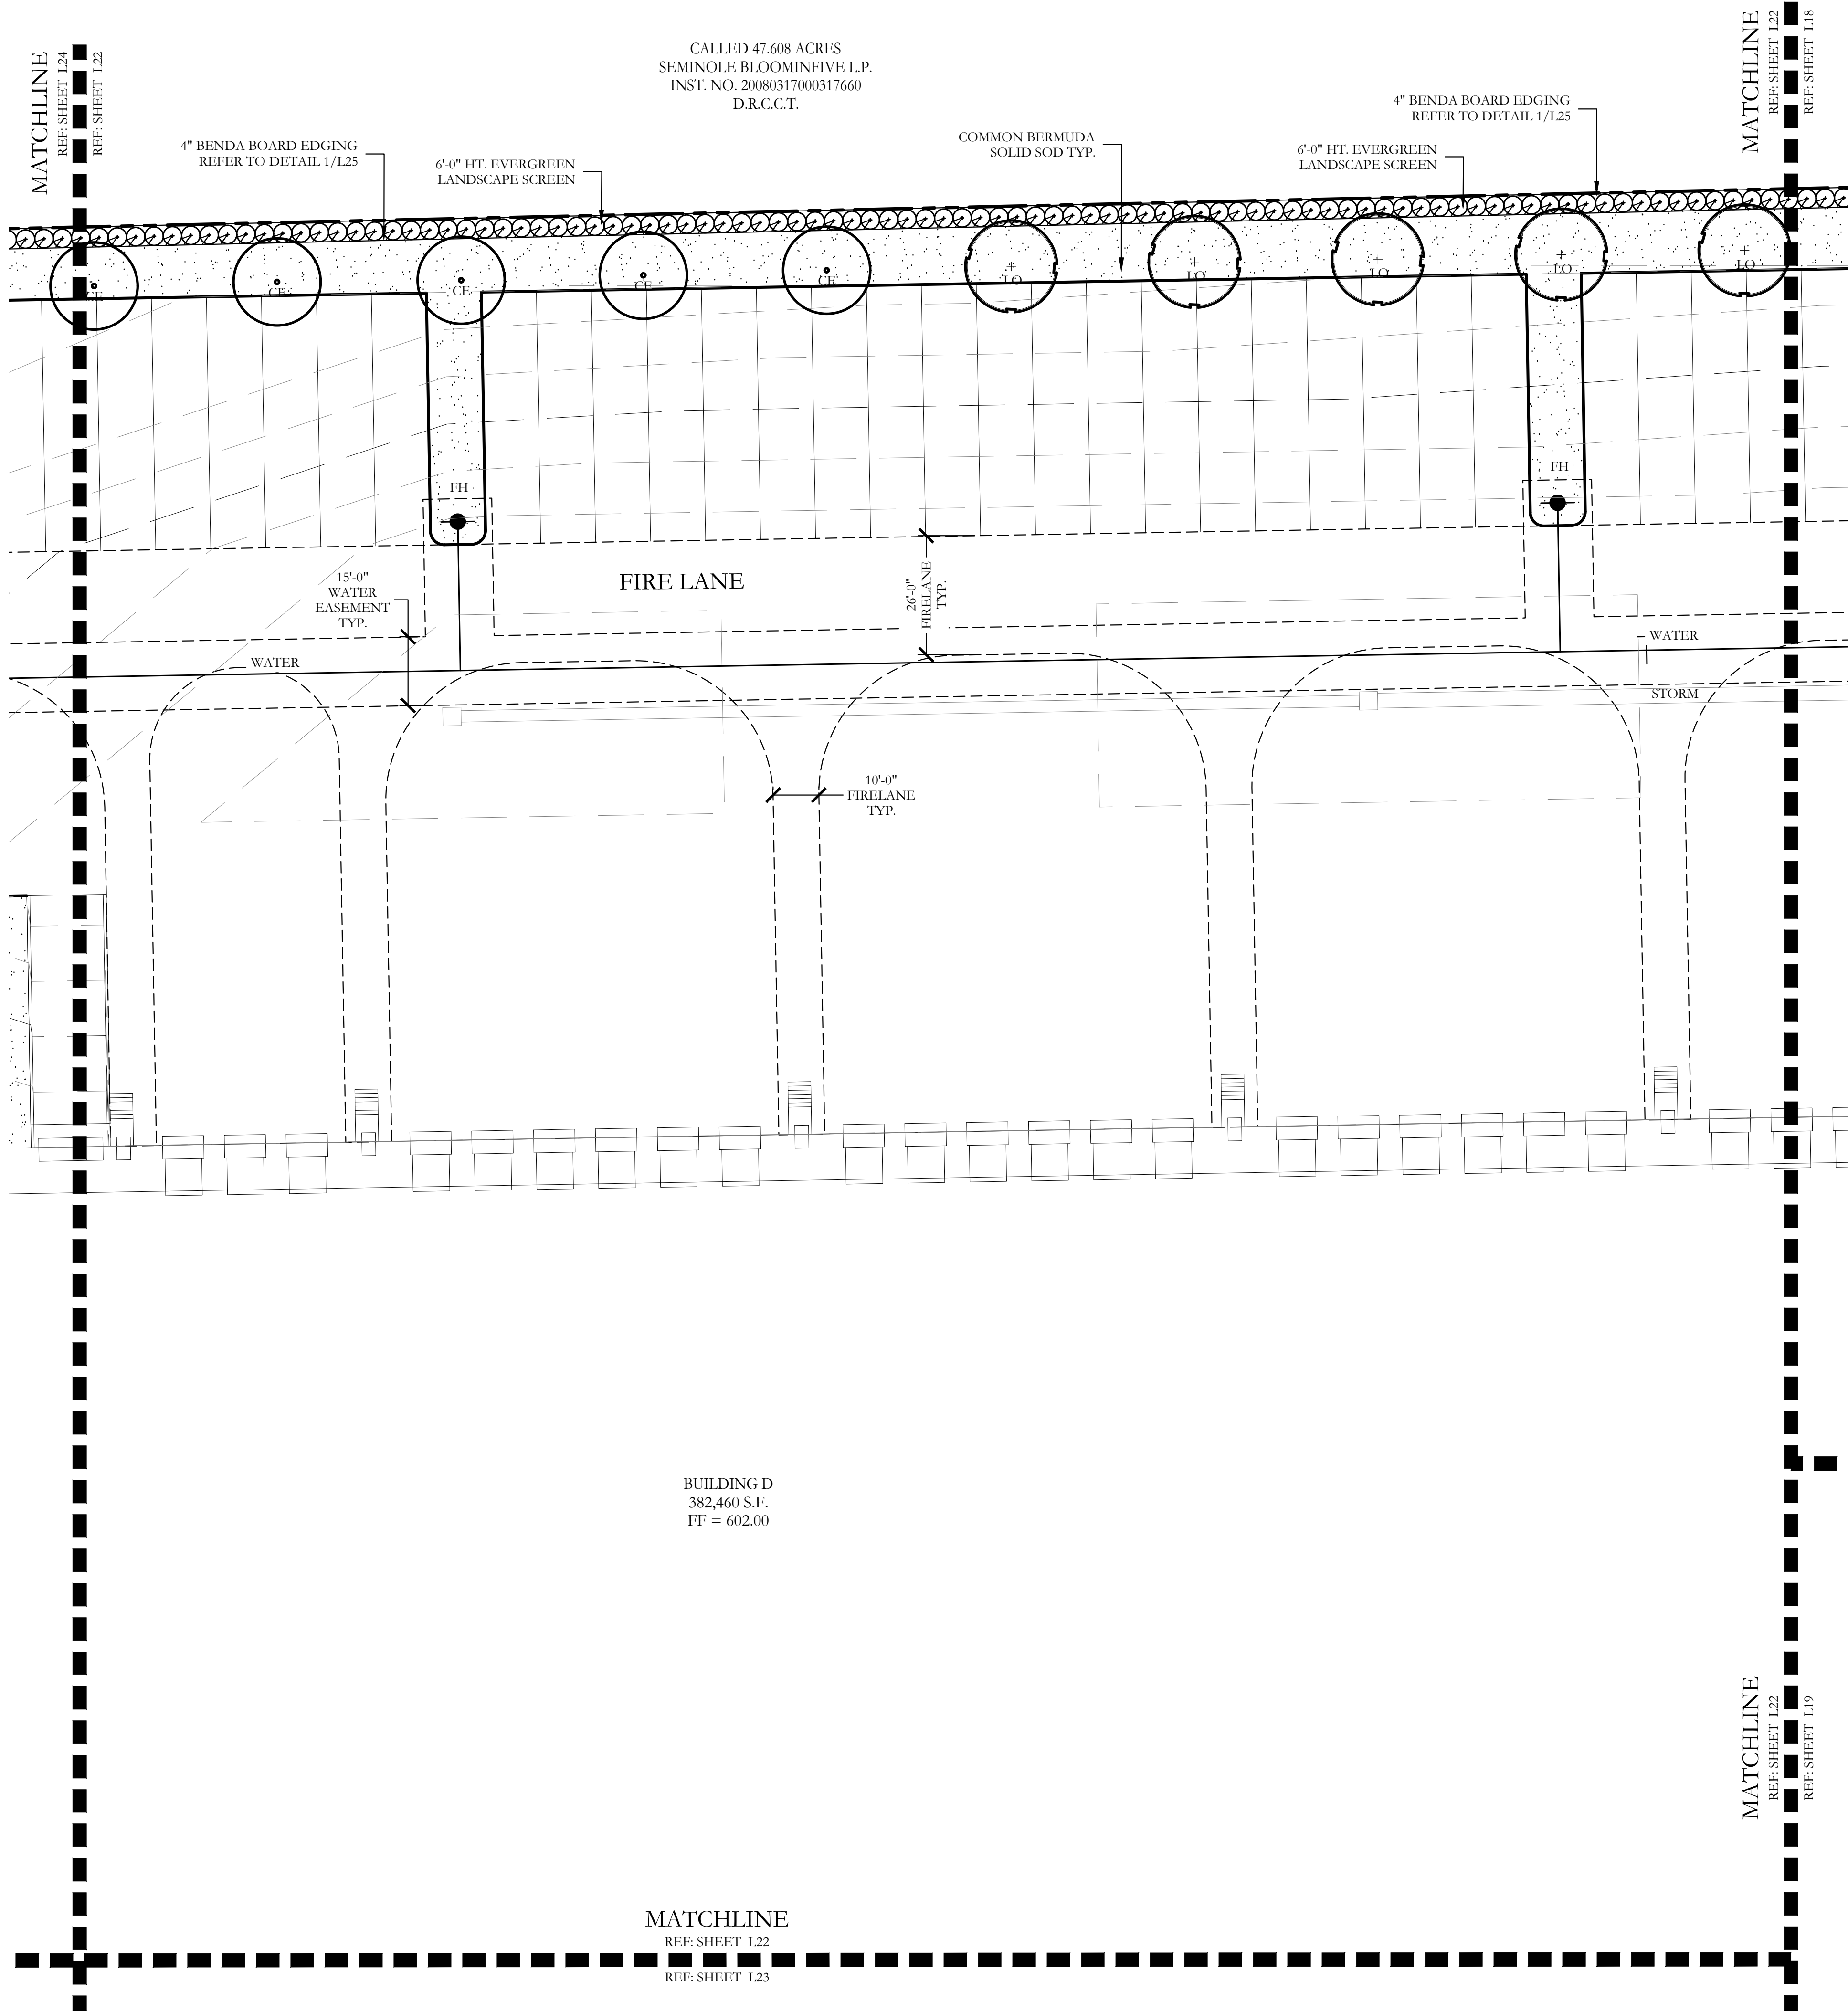 MATCHLINE
REF: SHEET L24
REF: SHEET L22
CALLED 47.608 ACRES
SEMINOLE BLOOMINFIVE L.P.
INST. NO. 20080317000317660
D.R.C.C.T.
MATCHLINE
REF: SHEET L22
REF: SHEET L18
4" BENDA BOARD EDGING
REFER TO DETAIL 1/L25
6'-0" HT. EVERGREEN
LANDSCAPE SCREEN
COMMON BERMUDA
SOLID SOD TYP.
6'-0" HT. EVERGREEN
LANDSCAPE SCREEN
4" BENDA BOARD EDGING
REFER TO DETAIL 1/L25
CE
CE
CE
CE
CE
LO
LO
LO
LO
LO
FH
FH
15'-0"
WATER
EASEMENT
TYP.
FIRE LANE
26'-0"
FIRELANE
TYP.
WATER
WATER
STORM
10'-0"
FIRELANE
TYP.
BUILDING D
382,460 S.F.
FF = 602.00
MATCHLINE
REF: SHEET L22
REF: SHEET L19
MATCHLINE
REF: SHEET L22
REF: SHEET L23